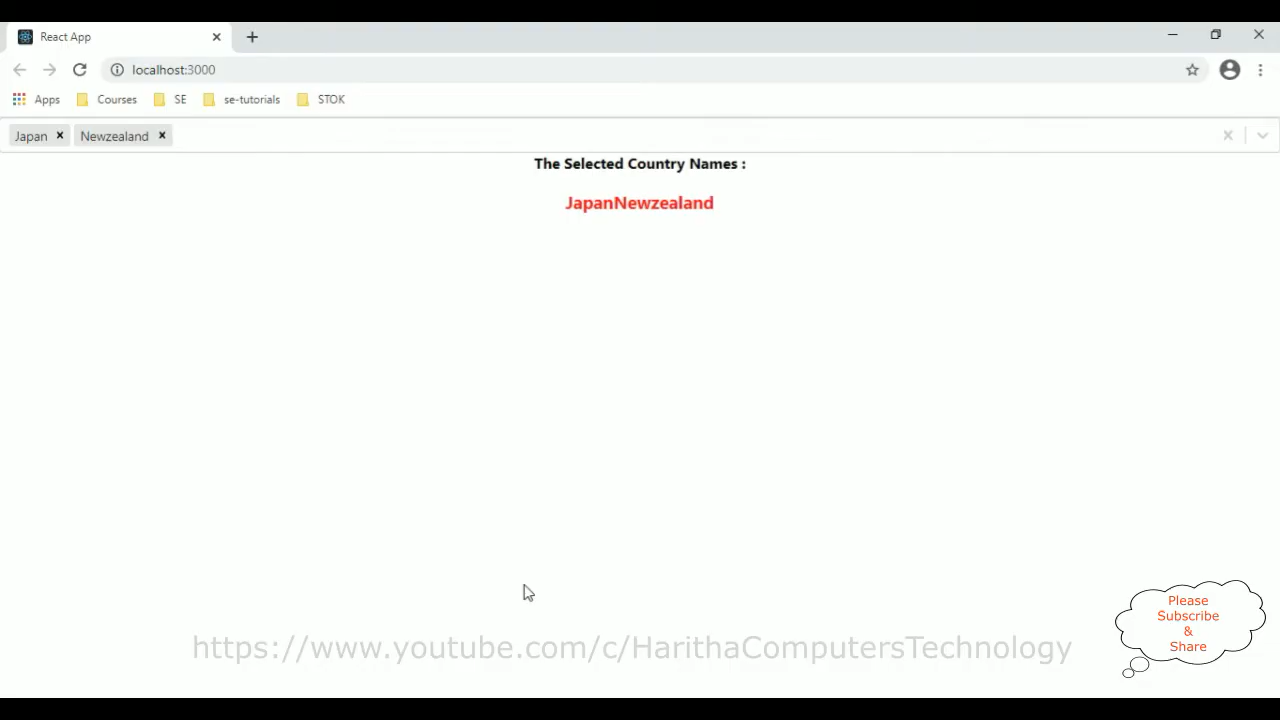 React App
localhost:3000
Apps Courses SE se-tutorials STOK
Japan Newzealand
The Selected Country Names :
JapanNewzealand
Please
Subscribe
&
Share
https://www.youtube.com/c/HarithaComputersTechnology